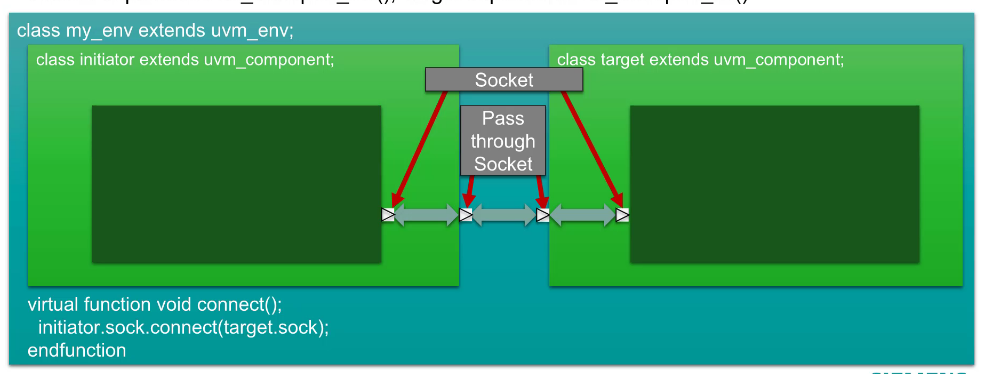 class my_env extends uvm_env;
class initiator extends uvm_component;
class target extends uvm_component;
Socket
Pass
through
Socket
virtual function void connect();
initiator.sock.connect(target.sock);
endfunction